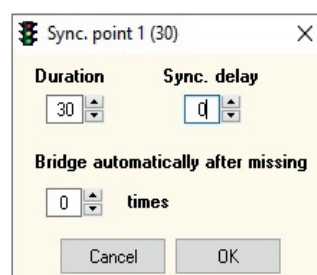 Sync. point 1 (30)
Duration Sync. delay
30 0
Bridge automatically after missing
0 times
Cancel OK